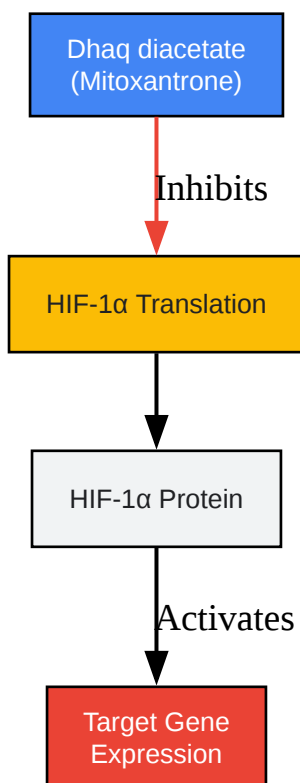 Dhaq diacetate
(Mitoxantrone)
Inhibits
HIF-1α Translation
HIF-1α Protein
Activates
Target Gene
Expression